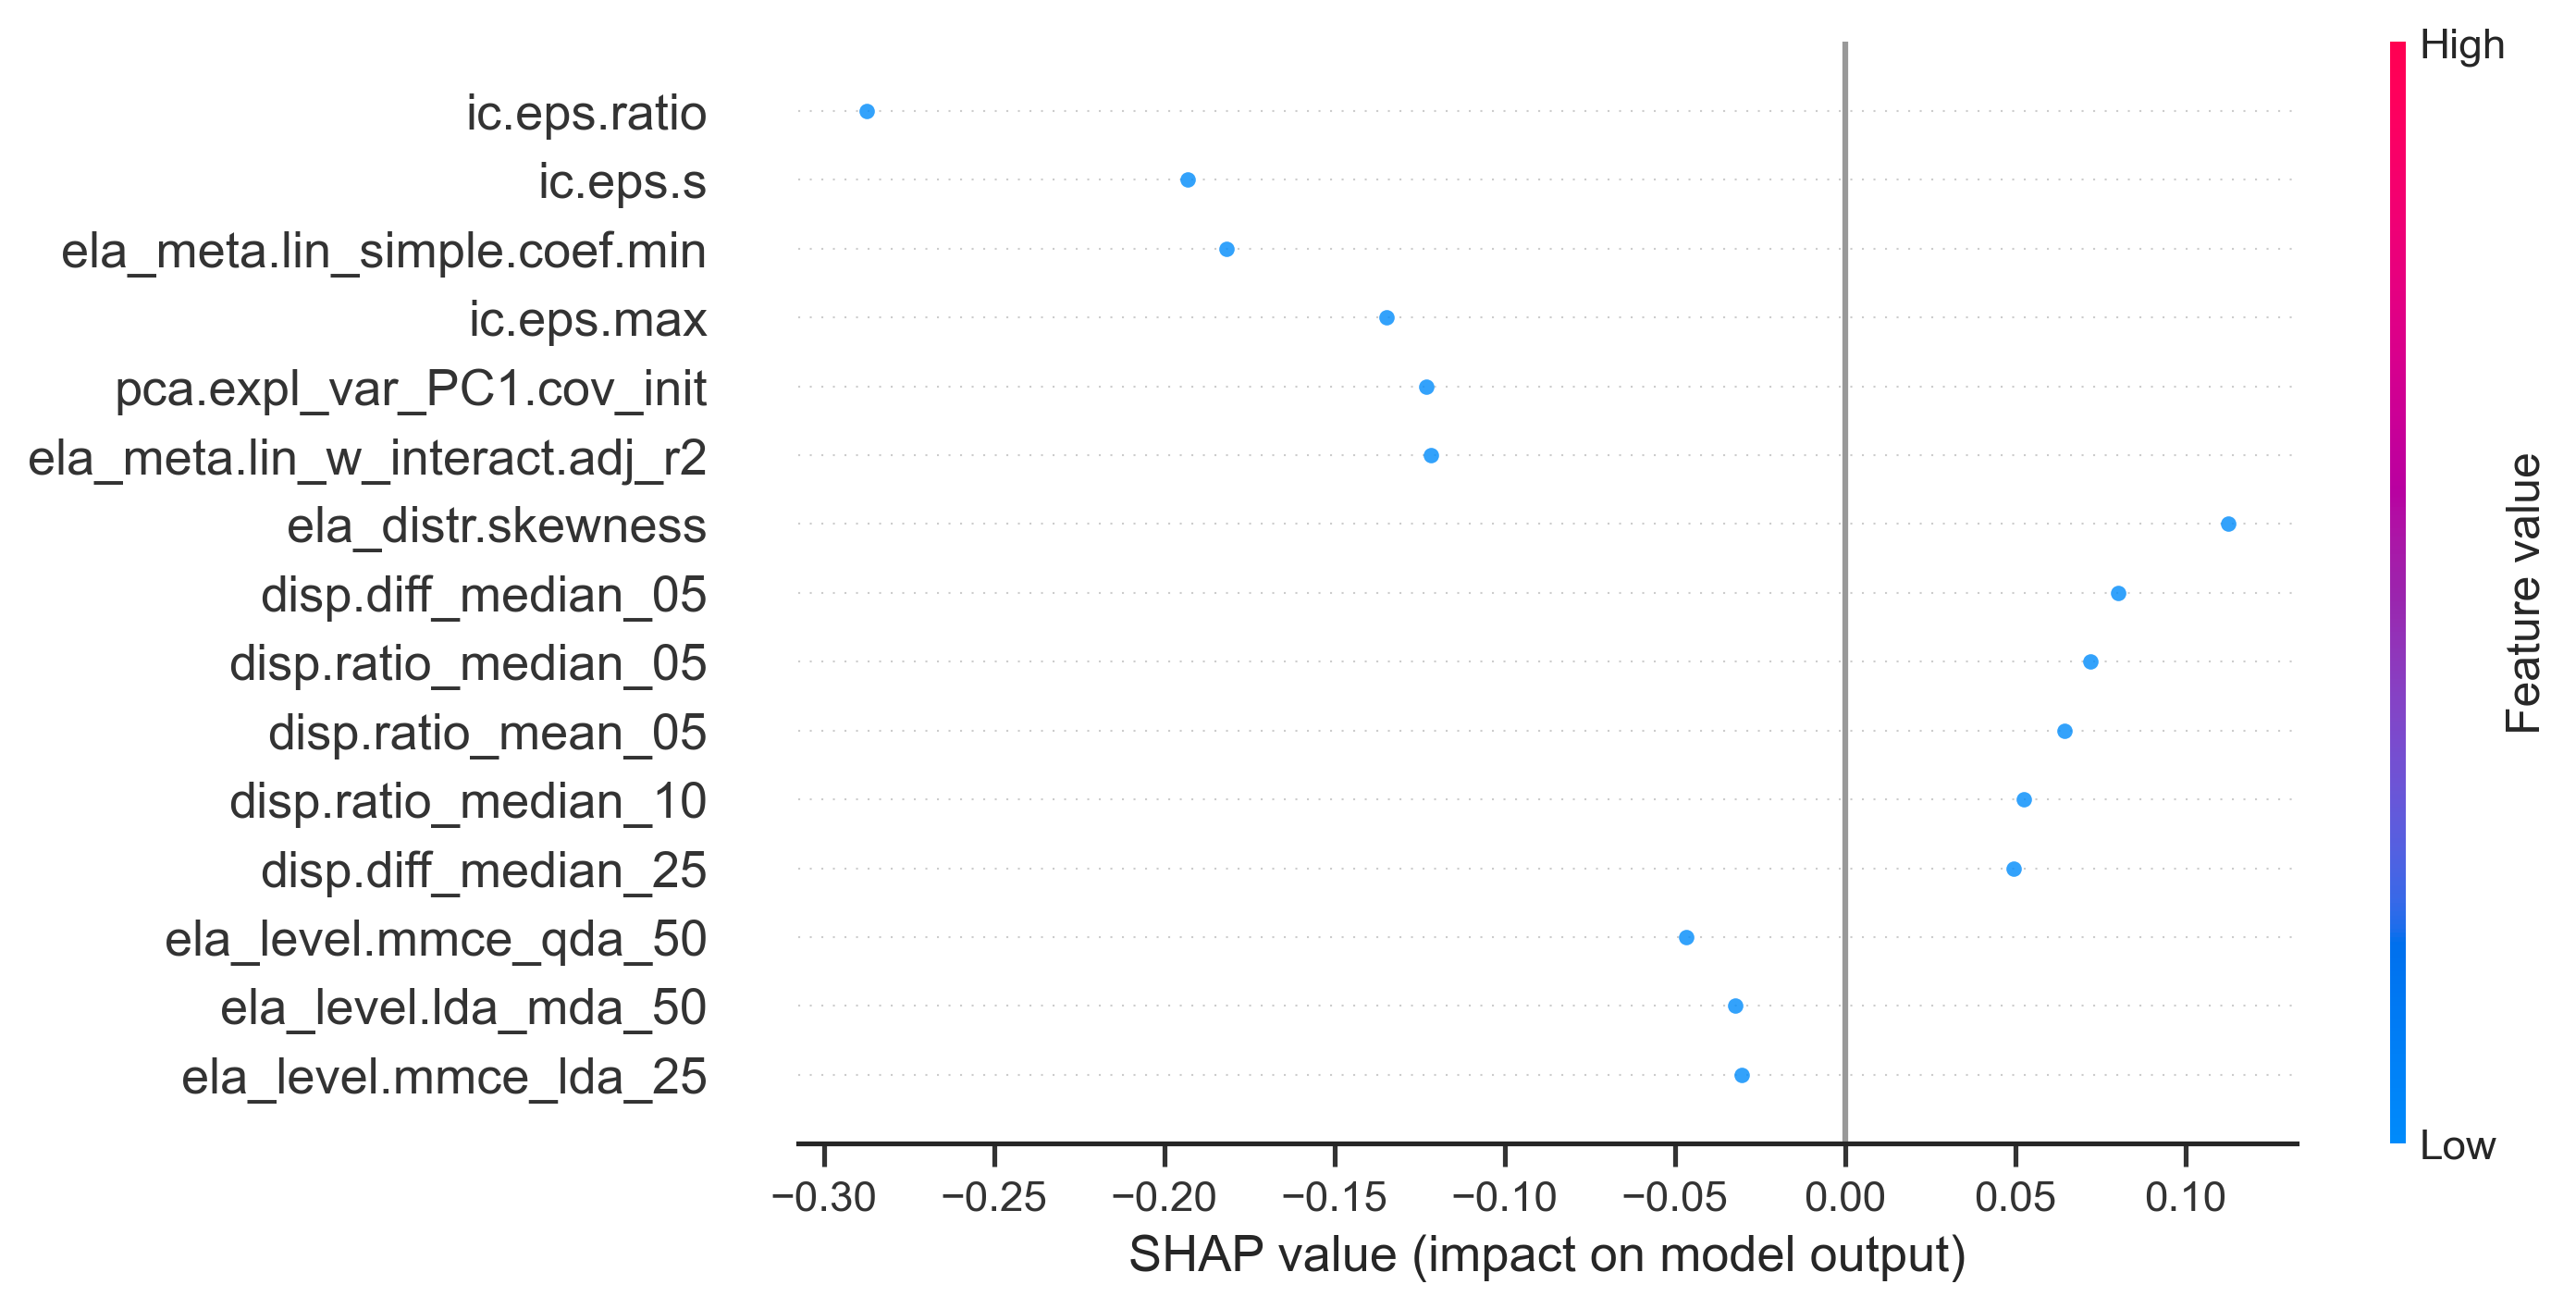 High
ic.eps.ratio
ic.eps.s
ela_meta.lin_simple.coef.min
ic.eps.max
pca.expl_var_PC1.cov_init
ela_meta.lin_w_interact.adj_r2
ela_distr.skewness
disp.diff_median_05
disp.ratio_median_05
disp.ratio_mean_05
disp.ratio_median_10
disp.diff_median_25
ela_level.mmce_qda_50
ela_level.lda_mda_50
ela_level.mmce_lda_25
Feature value
Low
−0.30 −0.25 −0.20 −0.15 −0.10 −0.05 0.00 0.05 0.10
SHAP value (impact on model output)